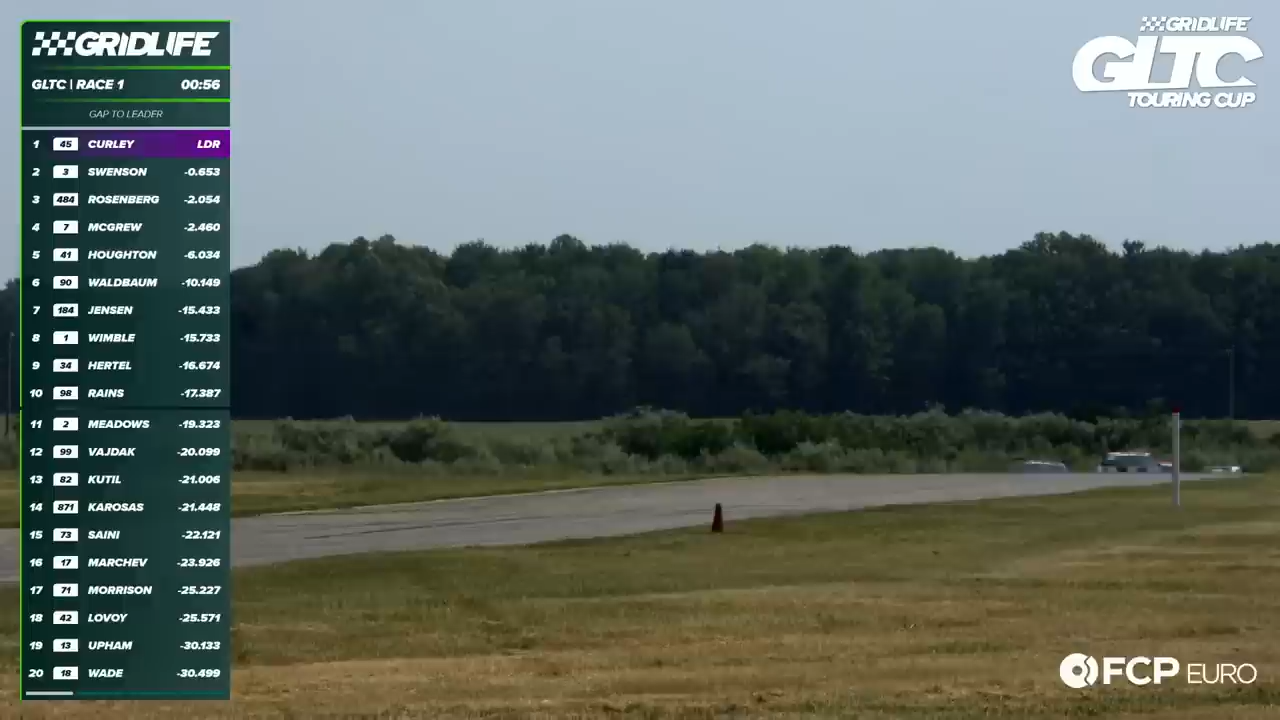 GRIDLIFE
GLTC | RACE 1 00:56
GAP TO LEADER
1 45 CURLEY LDR
2 3 SWENSON -0.653
3 484 ROSENBERG -2.054
4 7 MCGREW -2.460
5 41 HOUGHTON -6.034
6 90 WALDBAUM -10.149
7 184 JENSEN -15.433
8 1 WIMBLE -15.733
9 34 HERTEL -16.674
10 98 RAINS -17.387
11 2 MEADOWS -19.323
12 99 VAJDAK -20.099
13 82 KUTIL -21.006
14 871 KAROSAS -21.448
15 73 SAINI -22.121
16 17 MARCHEV -23.926
17 71 MORRISON -25.227
18 42 LOVOY -25.571
19 13 UPHAM -30.133
20 18 WADE -30.499
GRIDLIFE
GLTC
TOURING CUP
FCP EURO